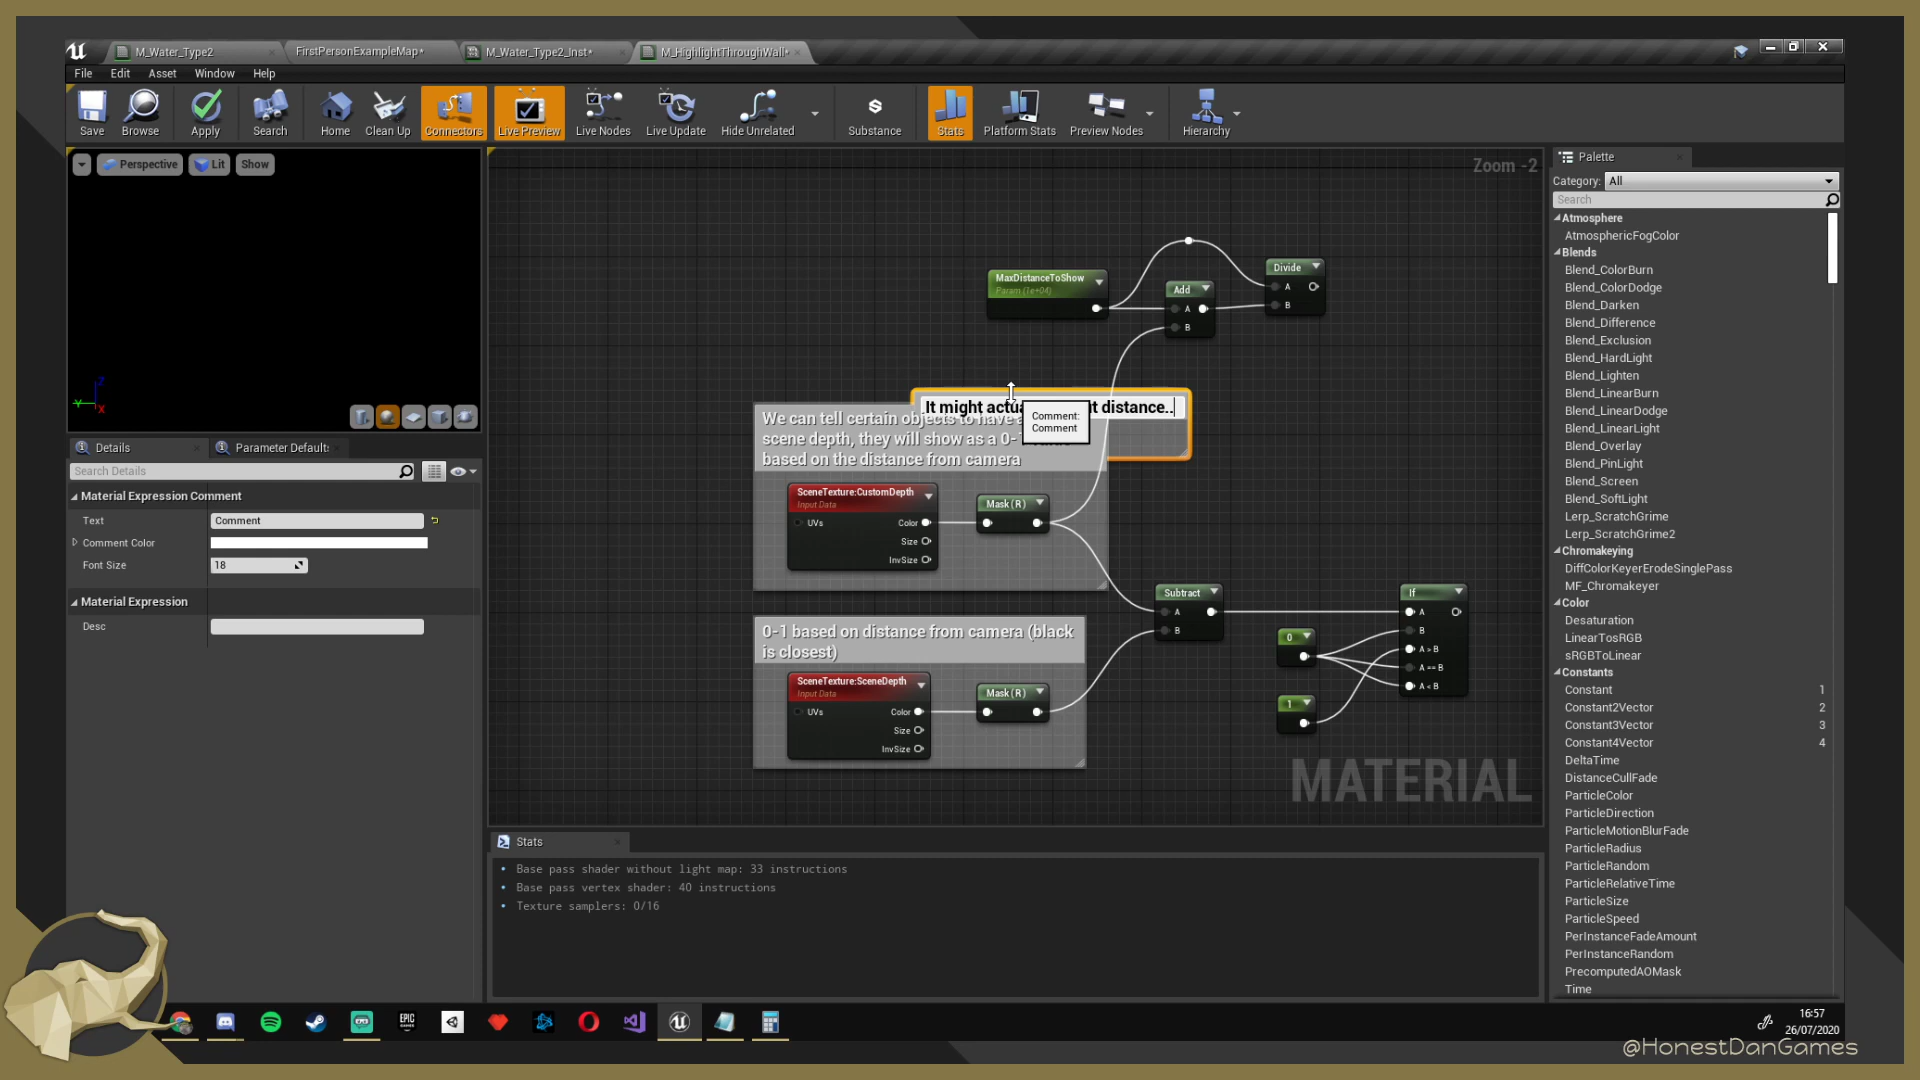 M_Water_Type2
FirstPersonExampleMap*
M_Water_Type2_Inst*
M_HighlightThroughWall*
File Edit Asset Window Help
Save Browse Apply Search Home Clean Up Connectors Live Preview Live Nodes Live Update Hide Unrelated Substance Stats Platform Stats Preview Nodes Hierarchy
Perspective Lit Show
Zoom -2
Z
Y
X
MaxDistanceToShow
Param (1e+04)
Add
A
B
Divide
A
B
It might
t distance..
Comment:
Comment
We can tell certain objects to have
scene depth, they will show as a 0-
based on the distance from camera
SceneTexture:CustomDepth
Input Data
UVs Color
Size
InvSize
Mask (R)
0-1 based on distance from camera (black
is closest)
SceneTexture:SceneDepth
Input Data
UVs Color
Size
InvSize
Mask (R)
Subtract
A
B
0
1
If
A
B
A > B
A == B
A < B
MATERIAL
Details
Parameter Default
Search Details
Material Expression Comment
Text Comment
Comment Color
Font Size 18
Material Expression
Desc
Stats
Base pass shader without light map: 33 instructions
Base pass vertex shader: 40 instructions
Texture samplers: 0/16
Palette
Category: All
Search
Atmosphere
AtmosphericFogColor
Blends
Blend_ColorBurn
Blend_ColorDodge
Blend_Darken
Blend_Difference
Blend_Exclusion
Blend_HardLight
Blend_Lighten
Blend_LinearBurn
Blend_LinearDodge
Blend_LinearLight
Blend_Overlay
Blend_PinLight
Blend_Screen
Blend_SoftLight
Lerp_ScratchGrime
Lerp_ScratchGrime2
Chromakeying
DiffColorKeyerErodeSinglePass
MF_Chromakeyer
Color
Desaturation
LinearTosRGB
sRGBToLinear
Constants
Constant 1
Constant2Vector 2
Constant3Vector 3
Constant4Vector 4
DeltaTime
DistanceCullFade
ParticleColor
ParticleDirection
ParticleMotionBlurFade
ParticleRadius
ParticleRandom
ParticleRelativeTime
ParticleSize
ParticleSpeed
PerInstanceFadeAmount
PerInstanceRandom
PrecomputedAOMask
Time
EPIC
GAMES
16:57
26/07/2020
@HonestDanGames